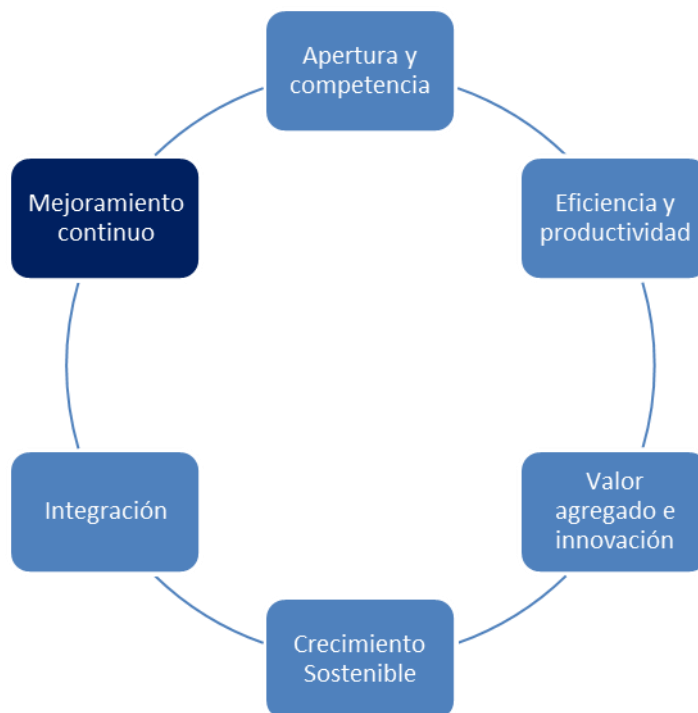 Apertura y
competencia
Eficiencia y
productividad
Valor
agregado e
innovación
Crecimiento
Sostenible
Integración
Mejoramiento
continuo